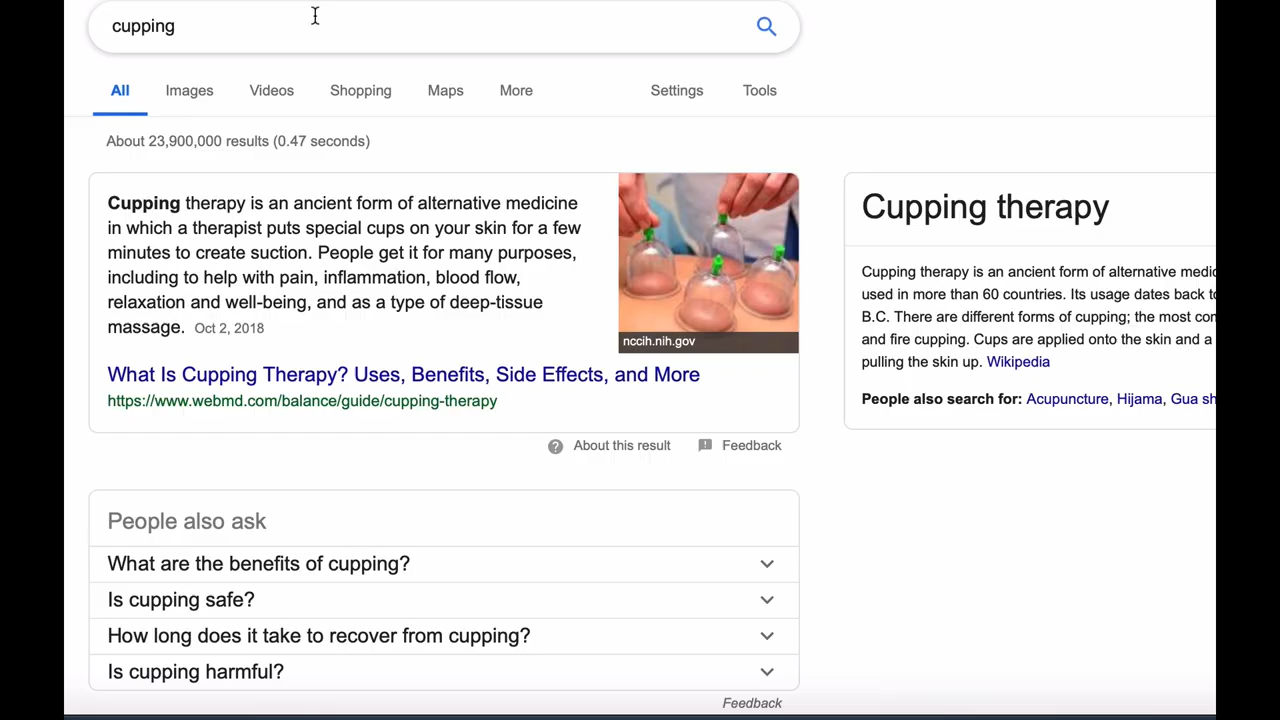 cupping
All Images Videos Shopping Maps More Settings Tools
About 23,900,000 results (0.47 seconds)
Cupping therapy is an ancient form of alternative medicine
in which a therapist puts special cups on your skin for a few
minutes to create suction. People get it for many purposes,
including to help with pain, inflammation, blood flow,
relaxation and well-being, and as a type of deep-tissue
massage. Oct 2, 2018
nccih.nih.gov
What Is Cupping Therapy? Uses, Benefits, Side Effects, and More
https://www.webmd.com/balance/guide/cupping-therapy
About this result Feedback
People also ask
What are the benefits of cupping?
Is cupping safe?
How long does it take to recover from cupping?
Is cupping harmful?
Feedback
Cupping therapy
Cupping therapy is an ancient form of alternative medic
used in more than 60 countries. Its usage dates back to
B.C. There are different forms of cupping; the most com
and fire cupping. Cups are applied onto the skin and a
pulling the skin up. Wikipedia
People also search for: Acupuncture, Hijama, Gua sh